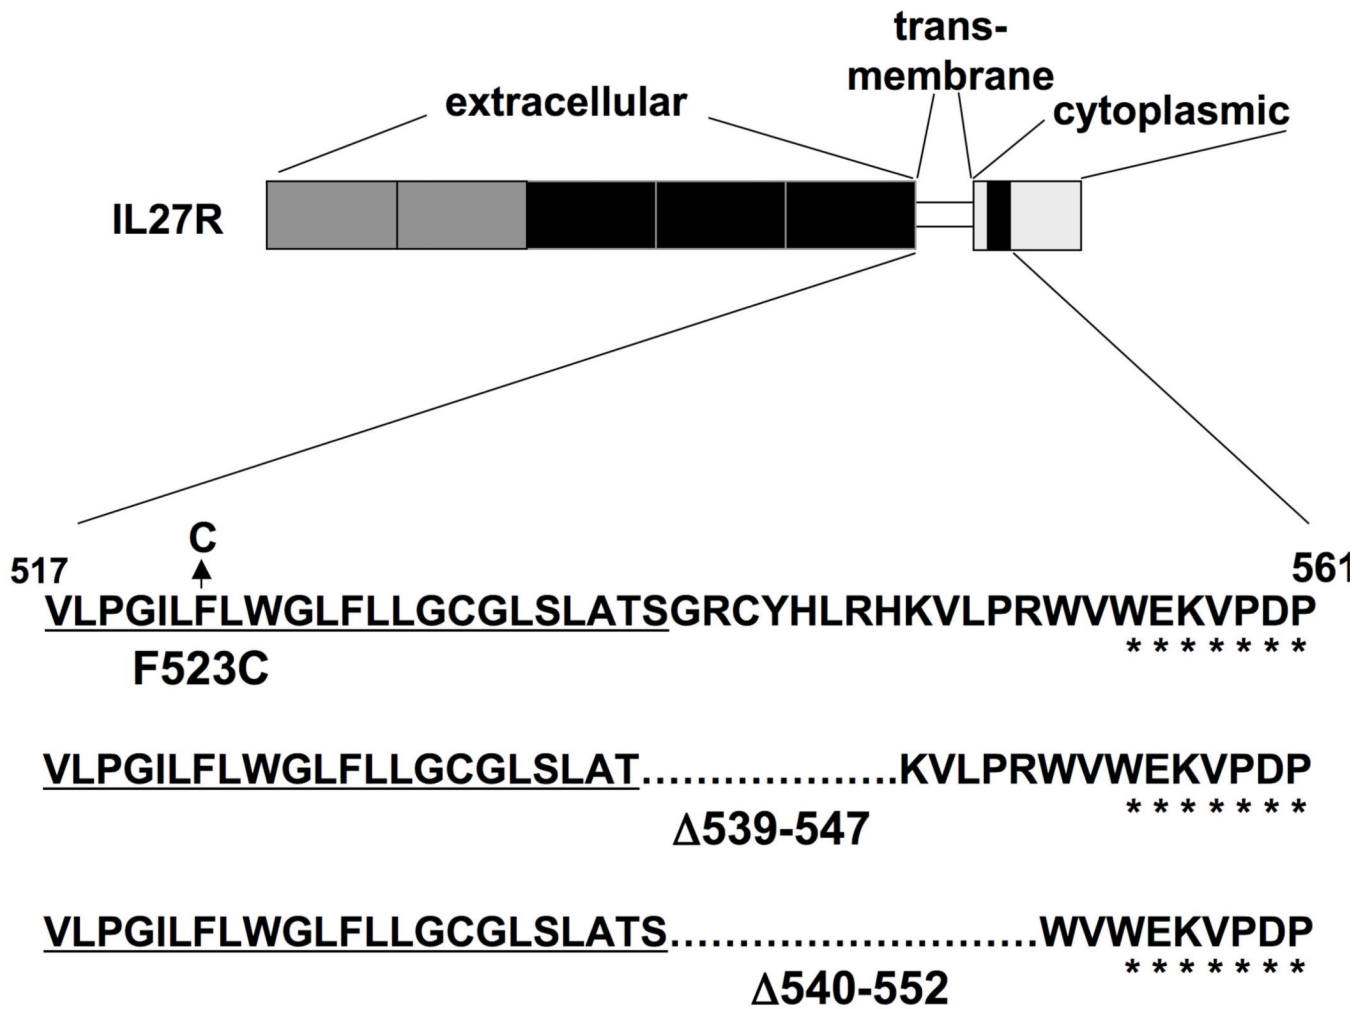 trans-
membrane
extracellular
cytoplasmic
IL27R
C
517
561
VLPGILFLWGLFLLGCGLSLATSGRCYHLRHKVLPRWVWEKVPDP
* * * * * * *
F523C
VLPGILFLWGLFLLGCGLSLAT...................KVLPRWVWEKVPDP
* * * * * * *
Δ539-547
VLPGILFLWGLFLLGCGLSLATS...........................WVWEKVPDP
* * * * * * *
Δ540-552